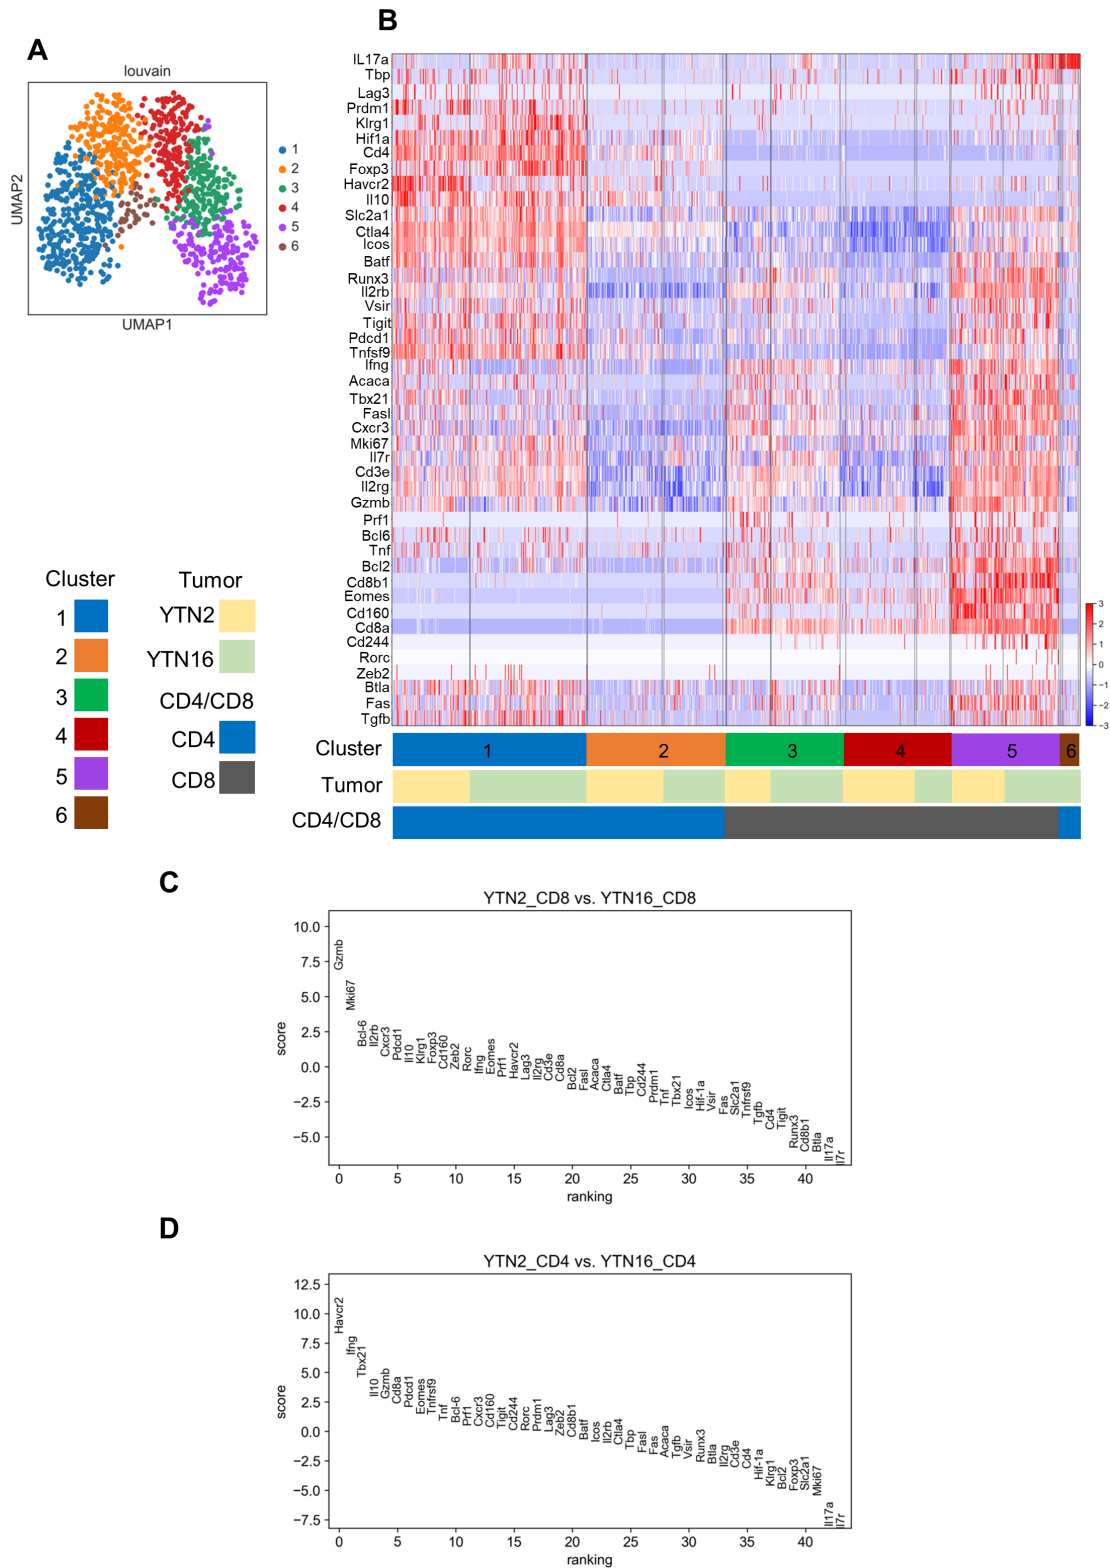 A
louvain
UMAP2
UMAP1
1
2
3
4
5
6
B
IL17a
Tbp
Lag3
Prdm1
Klrg1
Hif1a
Cd4
Foxp3
Havcr2
Il10
Slc2a1
Ctla4
Icos
Batf
Runx3
Il2rb
Vsir
Tigit
Pdcd1
Tnfsf9
Ifng
Acaca
Tbx21
Fasl
Cxcr3
Mki67
Il7r
Cd3e
Il2rg
Gzmb
Prf1
Bcl6
Tnf
Bcl2
Cd8b1
Eomes
Cd160
Cd8a
Cd244
Rorc
Zeb2
Btla
Fas
Tgfb
3
2
1
0
−1
−2
−3
Cluster 1 2 3 4 5 6
Tumor
CD4/CD8
Cluster
1
2
3
4
5
6
Tumor
YTN2
YTN16
CD4/CD8
CD4
CD8
C
YTN2_CD8 vs. YTN16_CD8
score
10.0
7.5
5.0
2.5
0.0
−2.5
−5.0
Gzmb
Mki67
Bcl-6
Il2rb
Cxcr3
Pdcd1
Il10
Klrg1
Foxp3
Cd160
Zeb2
Rorc
Ifng
Eomes
Prf1
Havcr2
Lag3
Il2rg
Cd3e
Cd8a
Bcl2
Fasl
Acaca
Ctla4
Batf
Tbp
Cd244
Prdm1
Tnf
Tbx21
Icos
Hif-1a
Vsir
Fas
Slc2a1
Tnfrsf9
Tgfb
Cd4
Tigit
Runx3
Cd8b1
Btla
Il17a
Il7r
0 5 10 15 20 25 30 35 40
ranking
D
YTN2_CD4 vs. YTN16_CD4
score
12.5
10.0
7.5
5.0
2.5
0.0
−2.5
−5.0
−7.5
Havcr2
Ifng
Tbx21
Il10
Gzmb
Cd8a
Pdcd1
Eomes
Tnfrsf9
Tnf
Bcl-6
Prf1
Cxcr3
Cd160
Tigit
Cd244
Rorc
Prdm1
Lag3
Zeb2
Cd8b1
Batf
Icos
Il2rb
Ctla4
Tbp
Fasl
Fas
Acaca
Tgfb
Vsir
Runx3
Btla
Il2rg
Cd3e
Cd4
Hif-1a
Klrg1
Bcl2
Foxp3
Slc2a1
Mki67
Il17a
Il7r
0 5 10 15 20 25 30 35 40
ranking